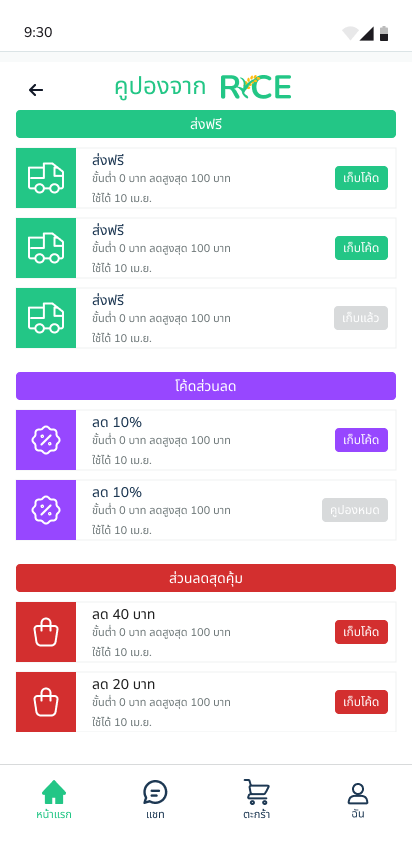 9:30
คูปองจาก RICE
ส่งฟรี
ส่งฟรี
ขั้นต่ำ 0 บาท ลดสูงสุด 100 บาท
ใช้ได้ 10 เม.ย.
เก็บโค้ด
ส่งฟรี
ขั้นต่ำ 0 บาท ลดสูงสุด 100 บาท
ใช้ได้ 10 เม.ย.
เก็บโค้ด
ส่งฟรี
ขั้นต่ำ 0 บาท ลดสูงสุด 100 บาท
ใช้ได้ 10 เม.ย.
เก็บแล้ว
โค้ดส่วนลด
ลด 10%
ขั้นต่ำ 0 บาท ลดสูงสุด 100 บาท
ใช้ได้ 10 เม.ย.
เก็บโค้ด
ลด 10%
ขั้นต่ำ 0 บาท ลดสูงสุด 100 บาท
ใช้ได้ 10 เม.ย.
คูปองหมด
ส่วนลดสุดคุ้ม
ลด 40 บาท
ขั้นต่ำ 0 บาท ลดสูงสุด 100 บาท
ใช้ได้ 10 เม.ย.
เก็บโค้ด
ลด 20 บาท
ขั้นต่ำ 0 บาท ลดสูงสุด 100 บาท
ใช้ได้ 10 เม.ย.
เก็บโค้ด
หน้าแรก
แชท
ตะกร้า
ฉัน